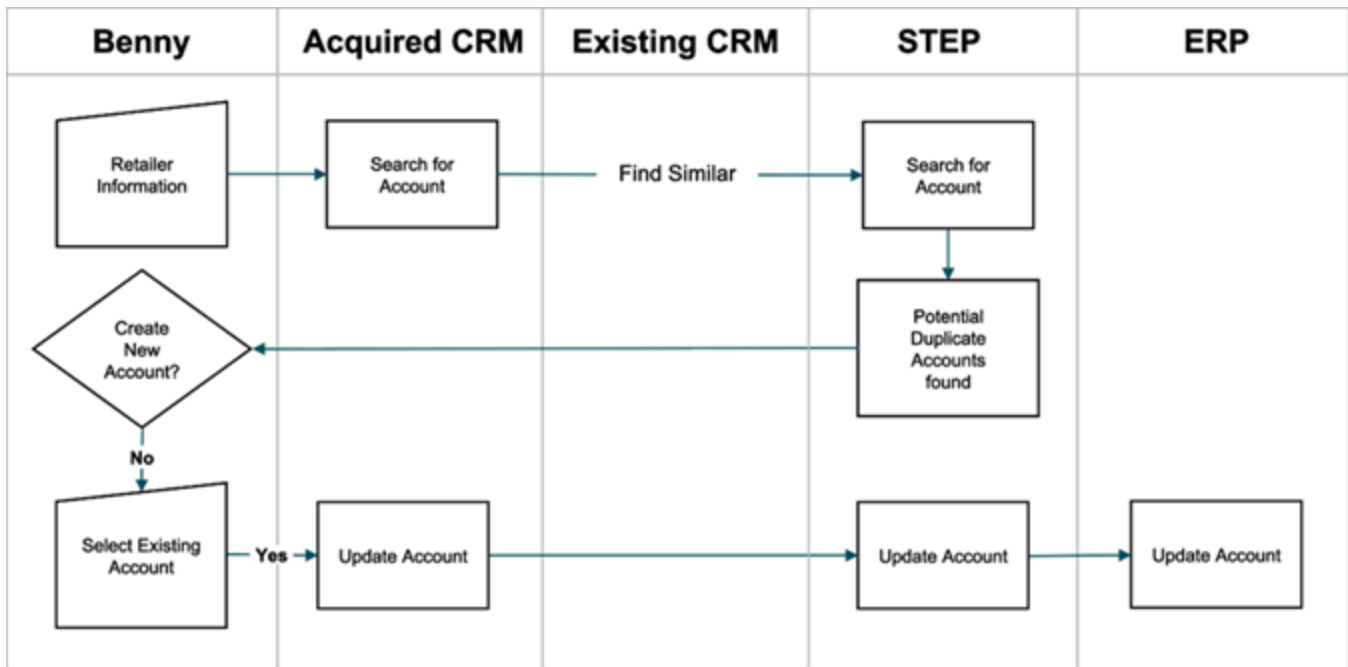 Benny
Acquired CRM
Existing CRM
STEP
ERP
Retailer
Information
Search for
Account
Find Similar
Search for
Account
Create
New
Account?
Potential
Duplicate
Accounts
found
No
Select Existing
Account
Yes
Update Account
Update Account
Update Account